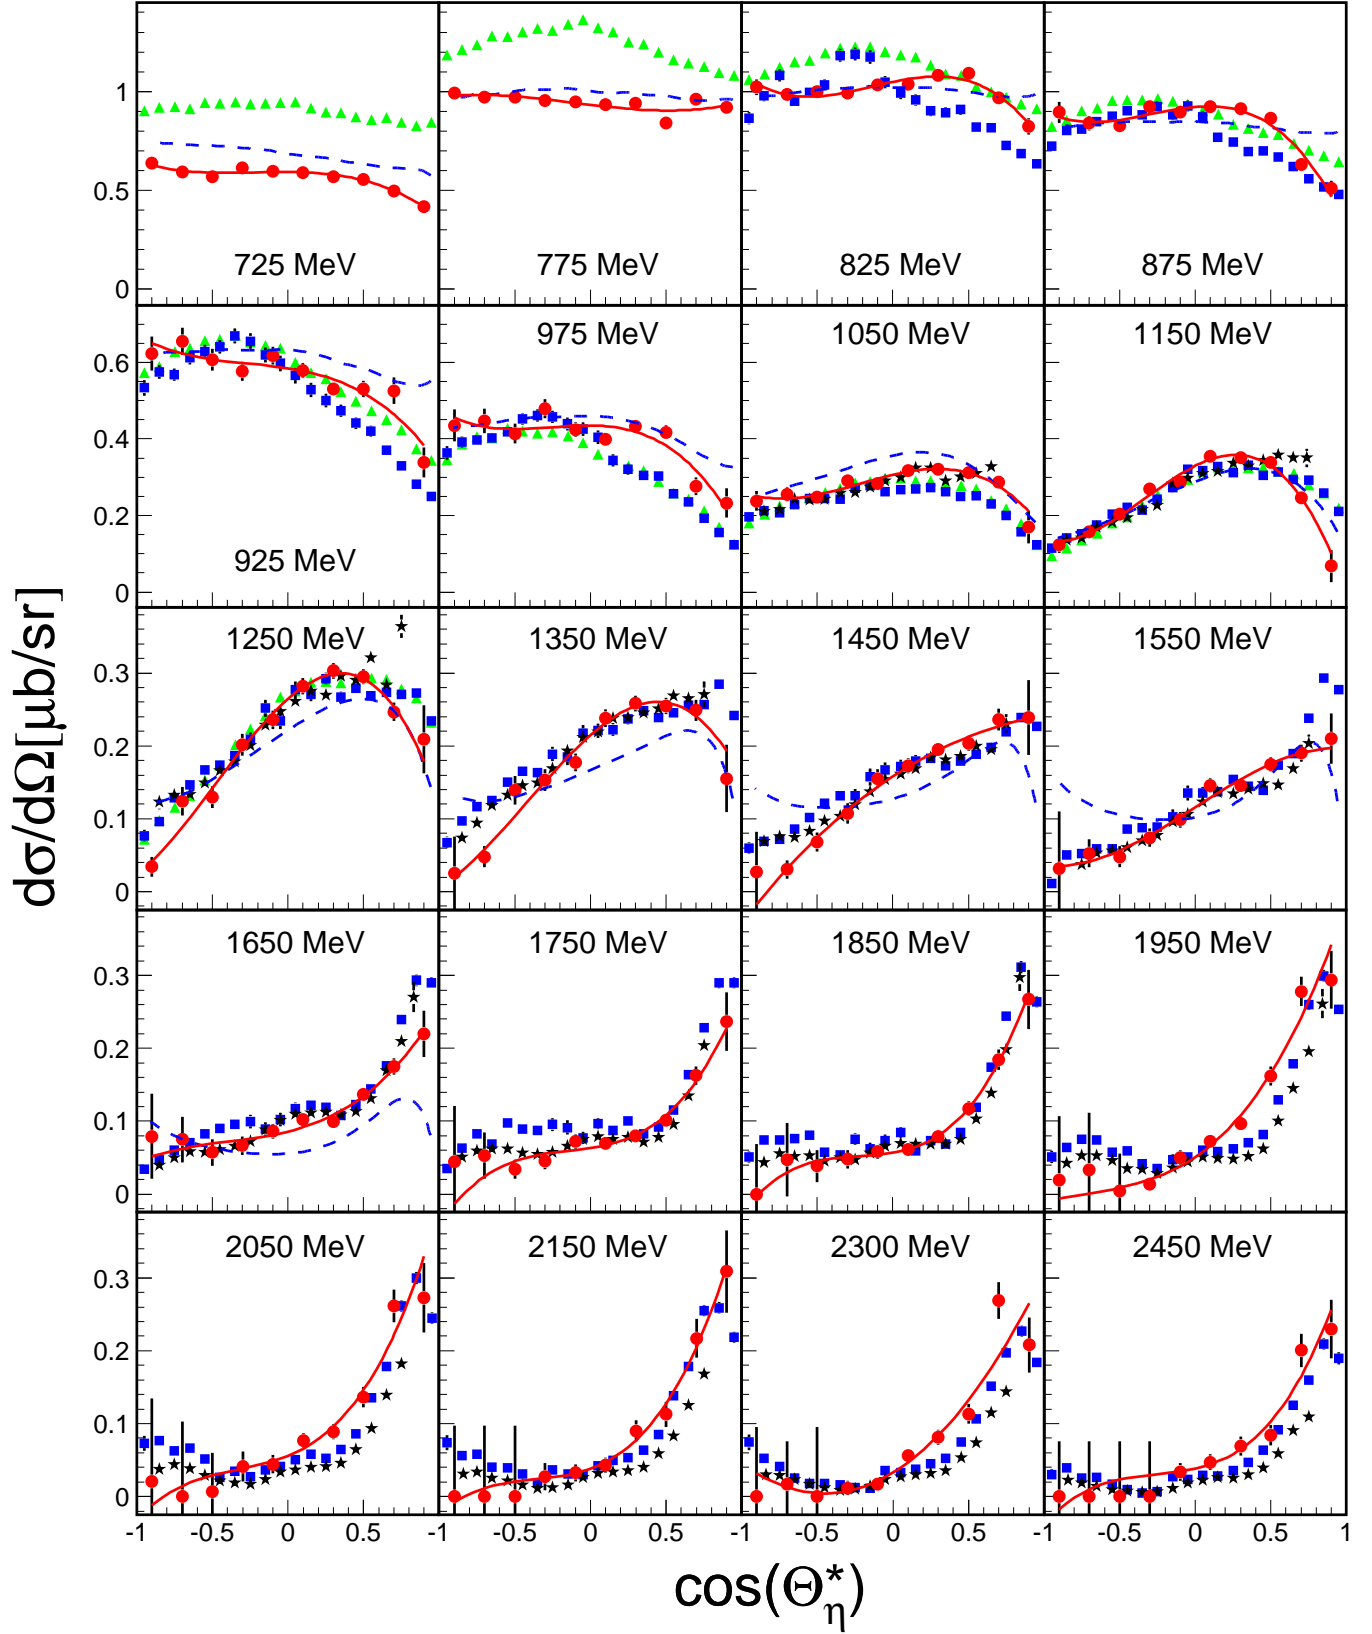 725 MeV 775 MeV 825 MeV 875 MeV
0 0.5 1
925 MeV 975 MeV 1050 MeV 1150 MeV
0 0.2 0.4 0.6
1250 MeV 1350 MeV 1450 MeV 1550 MeV
0 0.1 0.2 0.3
1650 MeV 1750 MeV 1850 MeV 1950 MeV
0 0.1 0.2 0.3
2050 MeV 2150 MeV 2300 MeV 2450 MeV
0 0.1 0.2 0.3
-1 -0.5 0 0.5 -1 -0.5 0 0.5 -1 -0.5 0 0.5 -1 -0.5 0 0.5 1
dσ/dΩ[μb/sr]
cos(Θ*η)